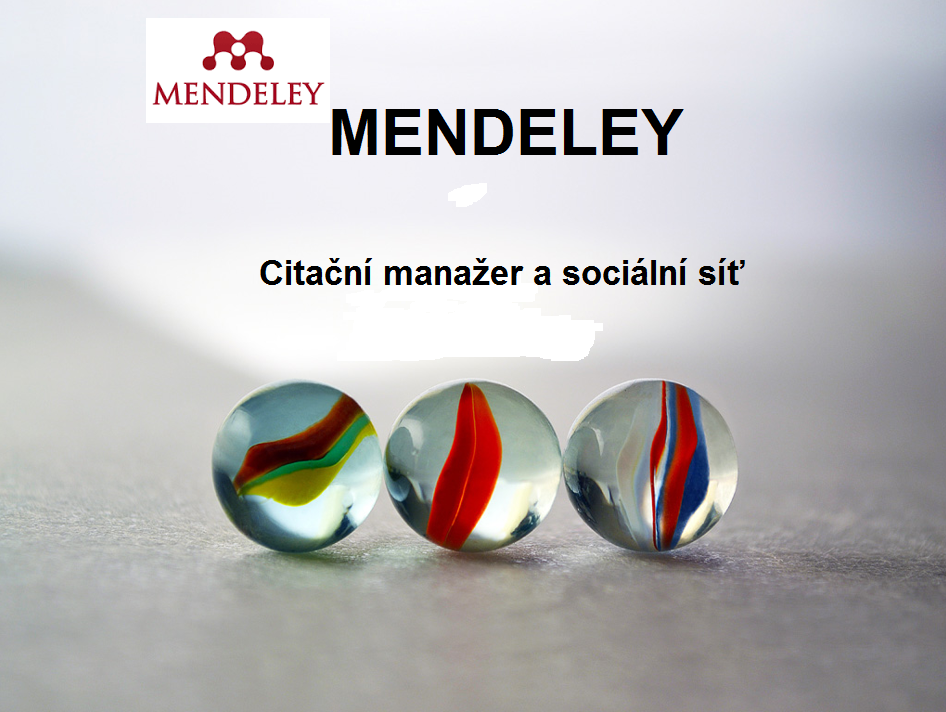 MENDELEY
MENDELEY
Citační manažer a sociální síť